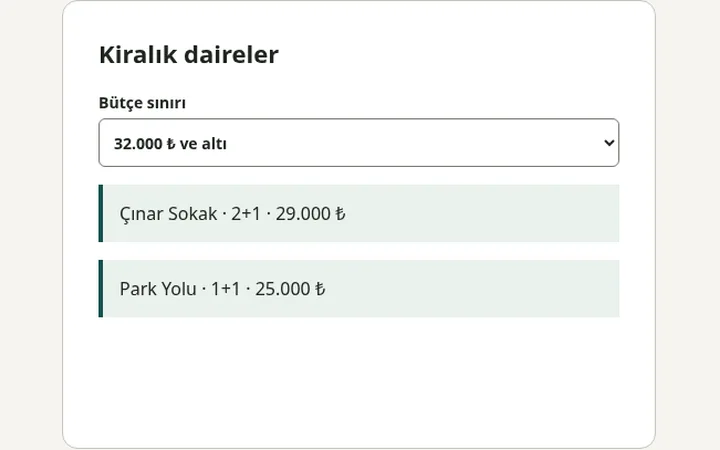 Kiralık daireler
Bütçe sınırı
32.000 ₺ ve altı
Çınar Sokak · 2+1 · 29.000 ₺
Park Yolu · 1+1 · 25.000 ₺